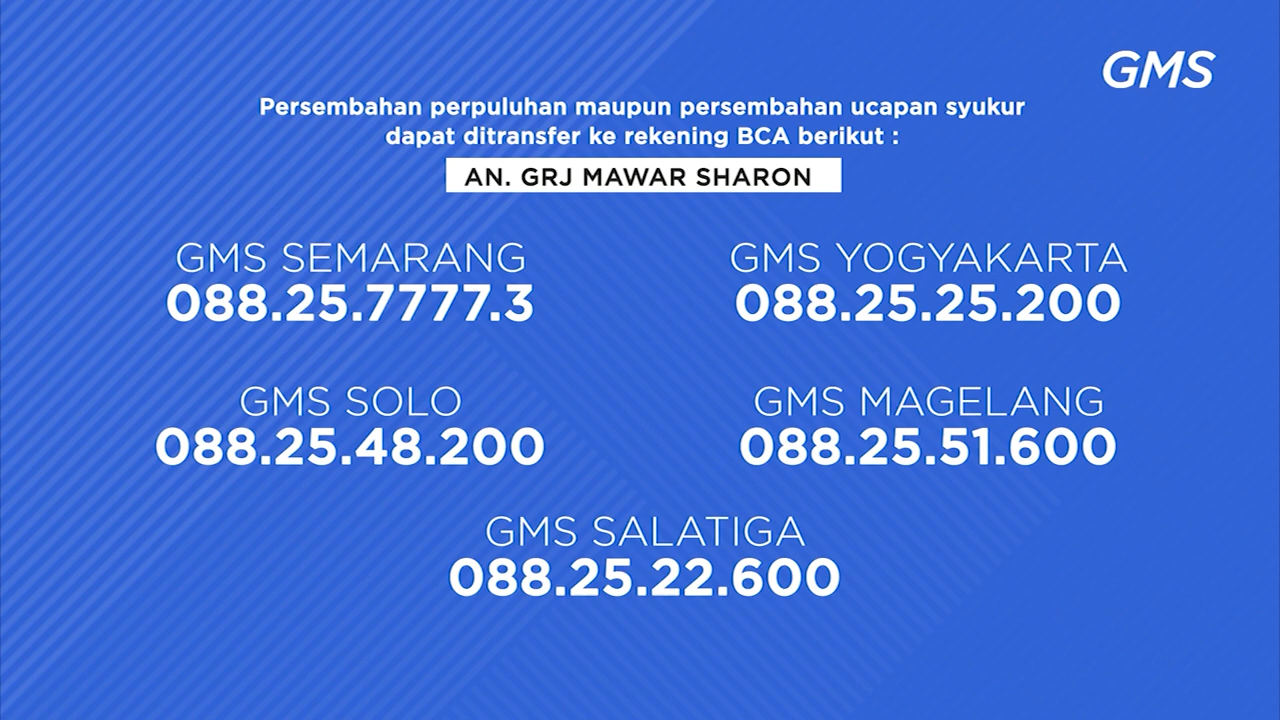 GMS
Persembahan perpuluhan maupun persembahan ucapan syukur
dapat ditransfer ke rekening BCA berikut :
AN. GRJ MAWAR SHARON
GMS SEMARANG
088.25.7777.3
GMS YOGYAKARTA
088.25.25.200
GMS SOLO
088.25.48.200
GMS MAGELANG
088.25.51.600
GMS SALATIGA
088.25.22.600